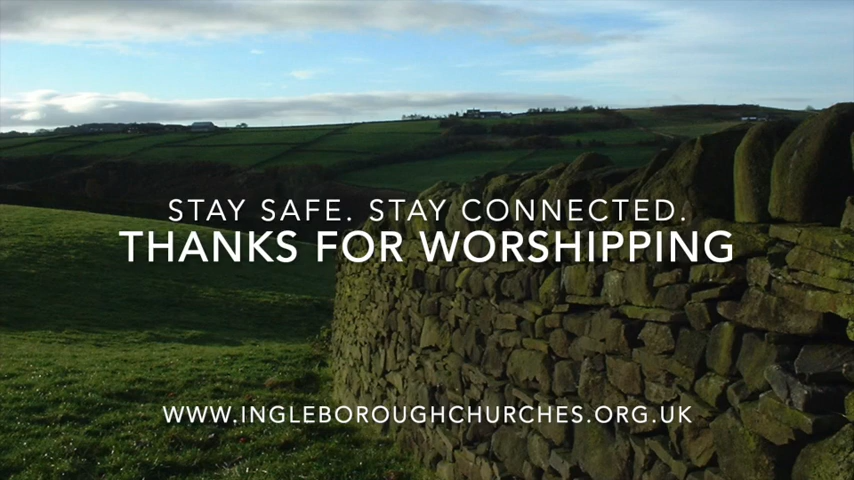 STAY SAFE. STAY CONNECTED.
THANKS FOR WORSHIPPING
WWW.INGLEBOROUGHCHURCHES.ORG.UK